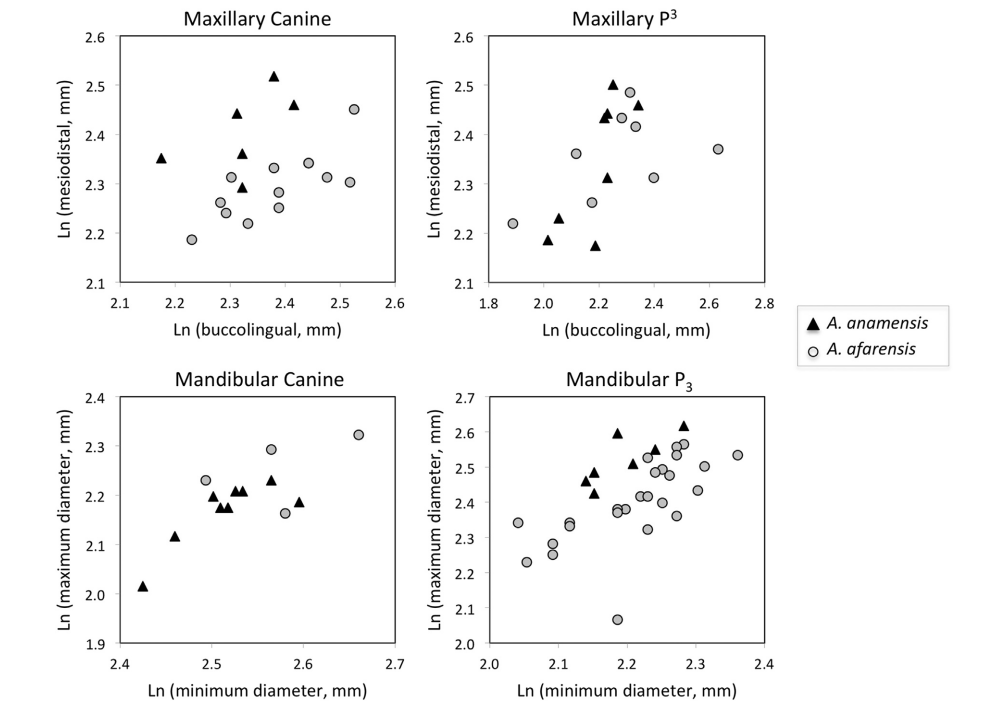 Maxillary Canine
2.6
2.5
2.4
2.3
2.2
2.1
Ln (mesiodistal, mm)
2.1 2.2 2.3 2.4 2.5 2.6
Ln (buccolingual, mm)
Maxillary P³
2.6
2.5
2.4
2.3
2.2
2.1
Ln (mesiodistal, mm)
1.8 2.0 2.2 2.4 2.6 2.8
Ln (buccolingual, mm)
A. anamensis
A. afarensis
Mandibular Canine
2.4
2.3
2.2
2.1
2.0
1.9
Ln (maximum diameter, mm)
2.4 2.5 2.6 2.7
Ln (minimum diameter, mm)
Mandibular P₃
2.7
2.6
2.5
2.4
2.3
2.2
2.1
2.0
Ln (maximum diameter, mm)
2.0 2.1 2.2 2.3 2.4
Ln (minimum diameter, mm)